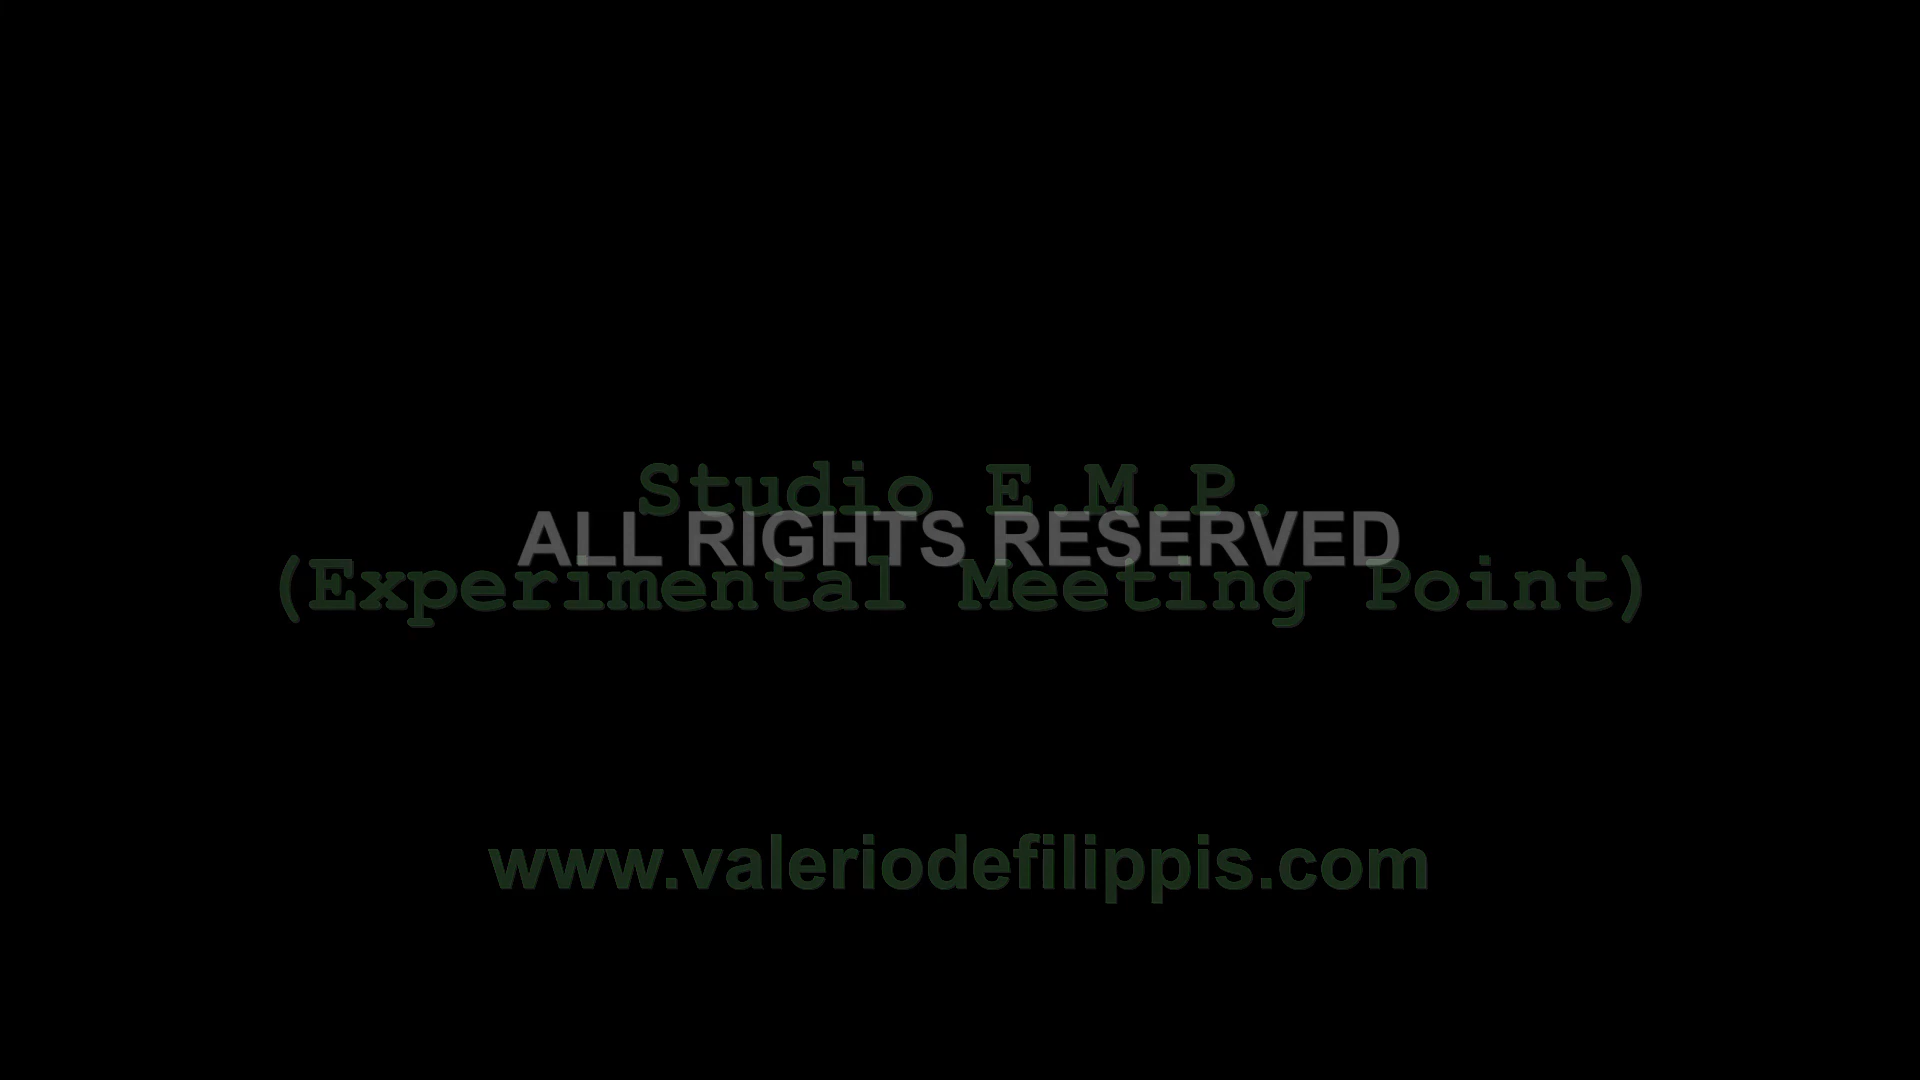 Studio E.M.P.
ALL RIGHTS RESERVED
(Experimental Meeting Point)
www.valeriodefilippis.com